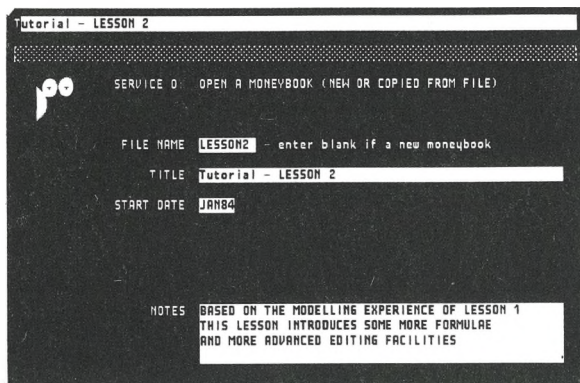 Tutorial - LESSON 2
SERVICE O: OPEN A MONEYBOOK (NEW OR COPIED FROM FILE)
FILE NAME LESSON2 - enter blank if a new moneybook
TITLE Tutorial - LESSON 2
START DATE JAN84
NOTES BASED ON THE MODELLING EXPERIENCE OF LESSON 1
THIS LESSON INTRODUCES SOME MORE FORMULAE
AND MORE ADVANCED EDITING FACILITIES